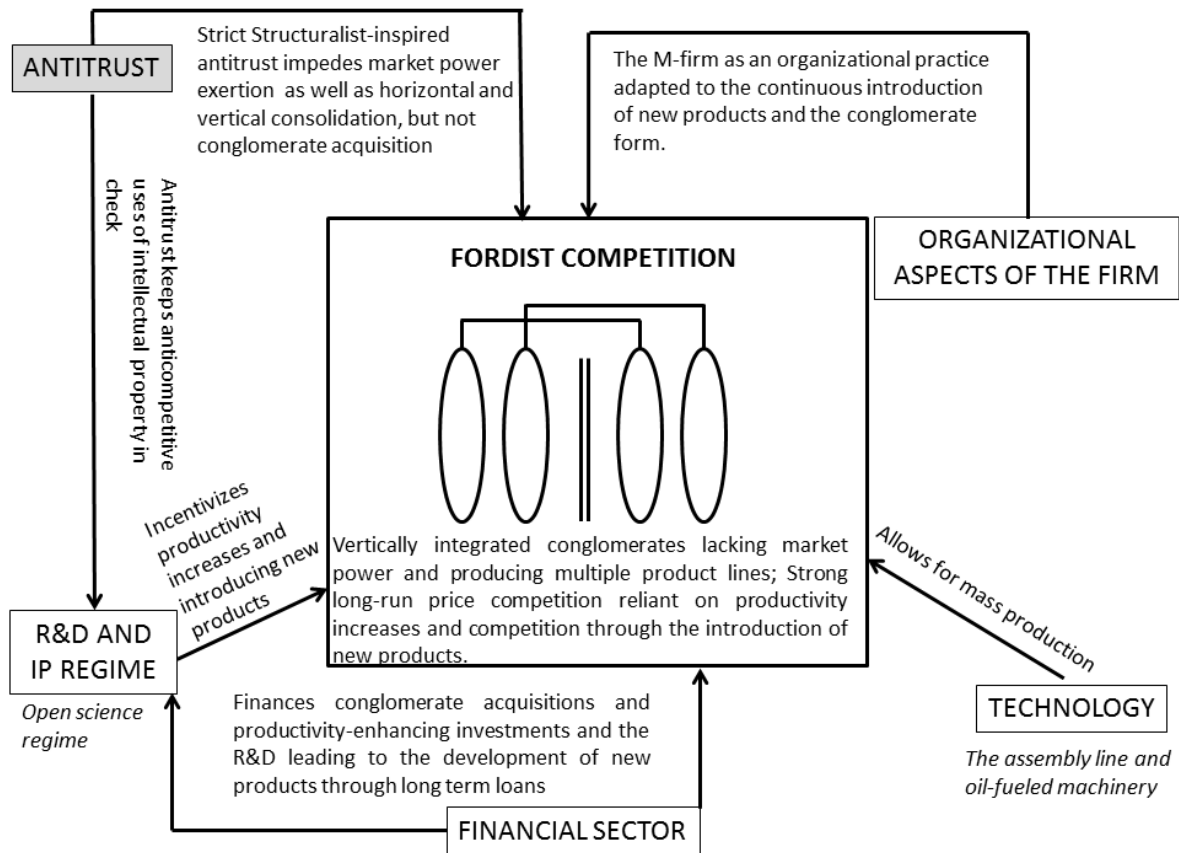 ANTITRUST
Strict Structuralist-inspired
antitrust impedes market power
exertion as well as horizontal and
vertical consolidation, but not
conglomerate acquisition
The M-firm as an organizational practice
adapted to the continuous introduction
of new products and the conglomerate
form.
Antitrust keeps anticompetitive
uses of intellectual property in
check
ORGANIZATIONAL
ASPECTS OF THE FIRM
FORDIST COMPETITION
Vertically integrated conglomerates lacking market
power and producing multiple product lines; Strong
long-run price competition reliant on productivity
increases and competition through the introduction of
new products.
Incentivizes
productivity
increases and
introducing new
products
Allows for mass production
R&D AND
IP REGIME
Open science
regime
Finances conglomerate acquisitions and
productivity-enhancing investments and the
R&D leading to the development of new
products through long term loans
TECHNOLOGY
The assembly line and
oil-fueled machinery
FINANCIAL SECTOR